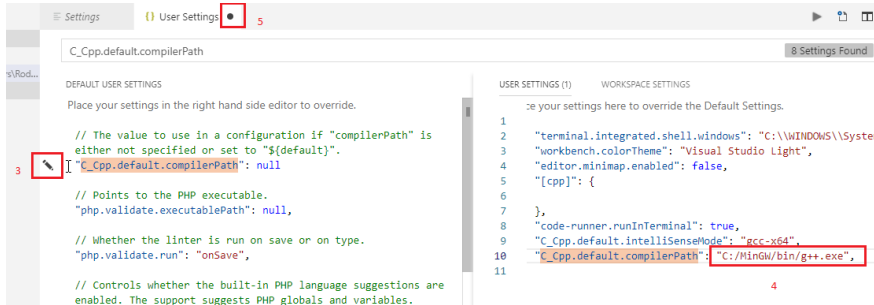 Settings
{} User Settings ●
5
C_Cpp.default.compilerPath
8 Settings Found
rs\Rod...
DEFAULT USER SETTINGS
Place your settings in the right hand side editor to override.
// The value to use in a configuration if "compilerPath" is
either not specified or set to "${default}".
3
"C_Cpp.default.compilerPath": null
// Points to the PHP executable.
"php.validate.executablePath": null,
// Whether the linter is run on save or on type.
"php.validate.run": "onSave",
// Controls whether the built-in PHP language suggestions are
enabled. The support suggests PHP globals and variables.
USER SETTINGS (1) WORKSPACE SETTINGS
ce your settings here to override the Default Settings.
1
2 "terminal.integrated.shell.windows": "C:\\WINDOWS\\Syste
3 "workbench.colorTheme": "Visual Studio Light",
4 "editor.minimap.enabled": false,
5 "[cpp]": {
6
7 },
8 "code-runner.runInTerminal": true,
9 "C_Cpp.default.intelliSenseMode": "gcc-x64",
10 "C_Cpp.default.compilerPath": "C:/MinGW/bin/g++.exe",
11
4